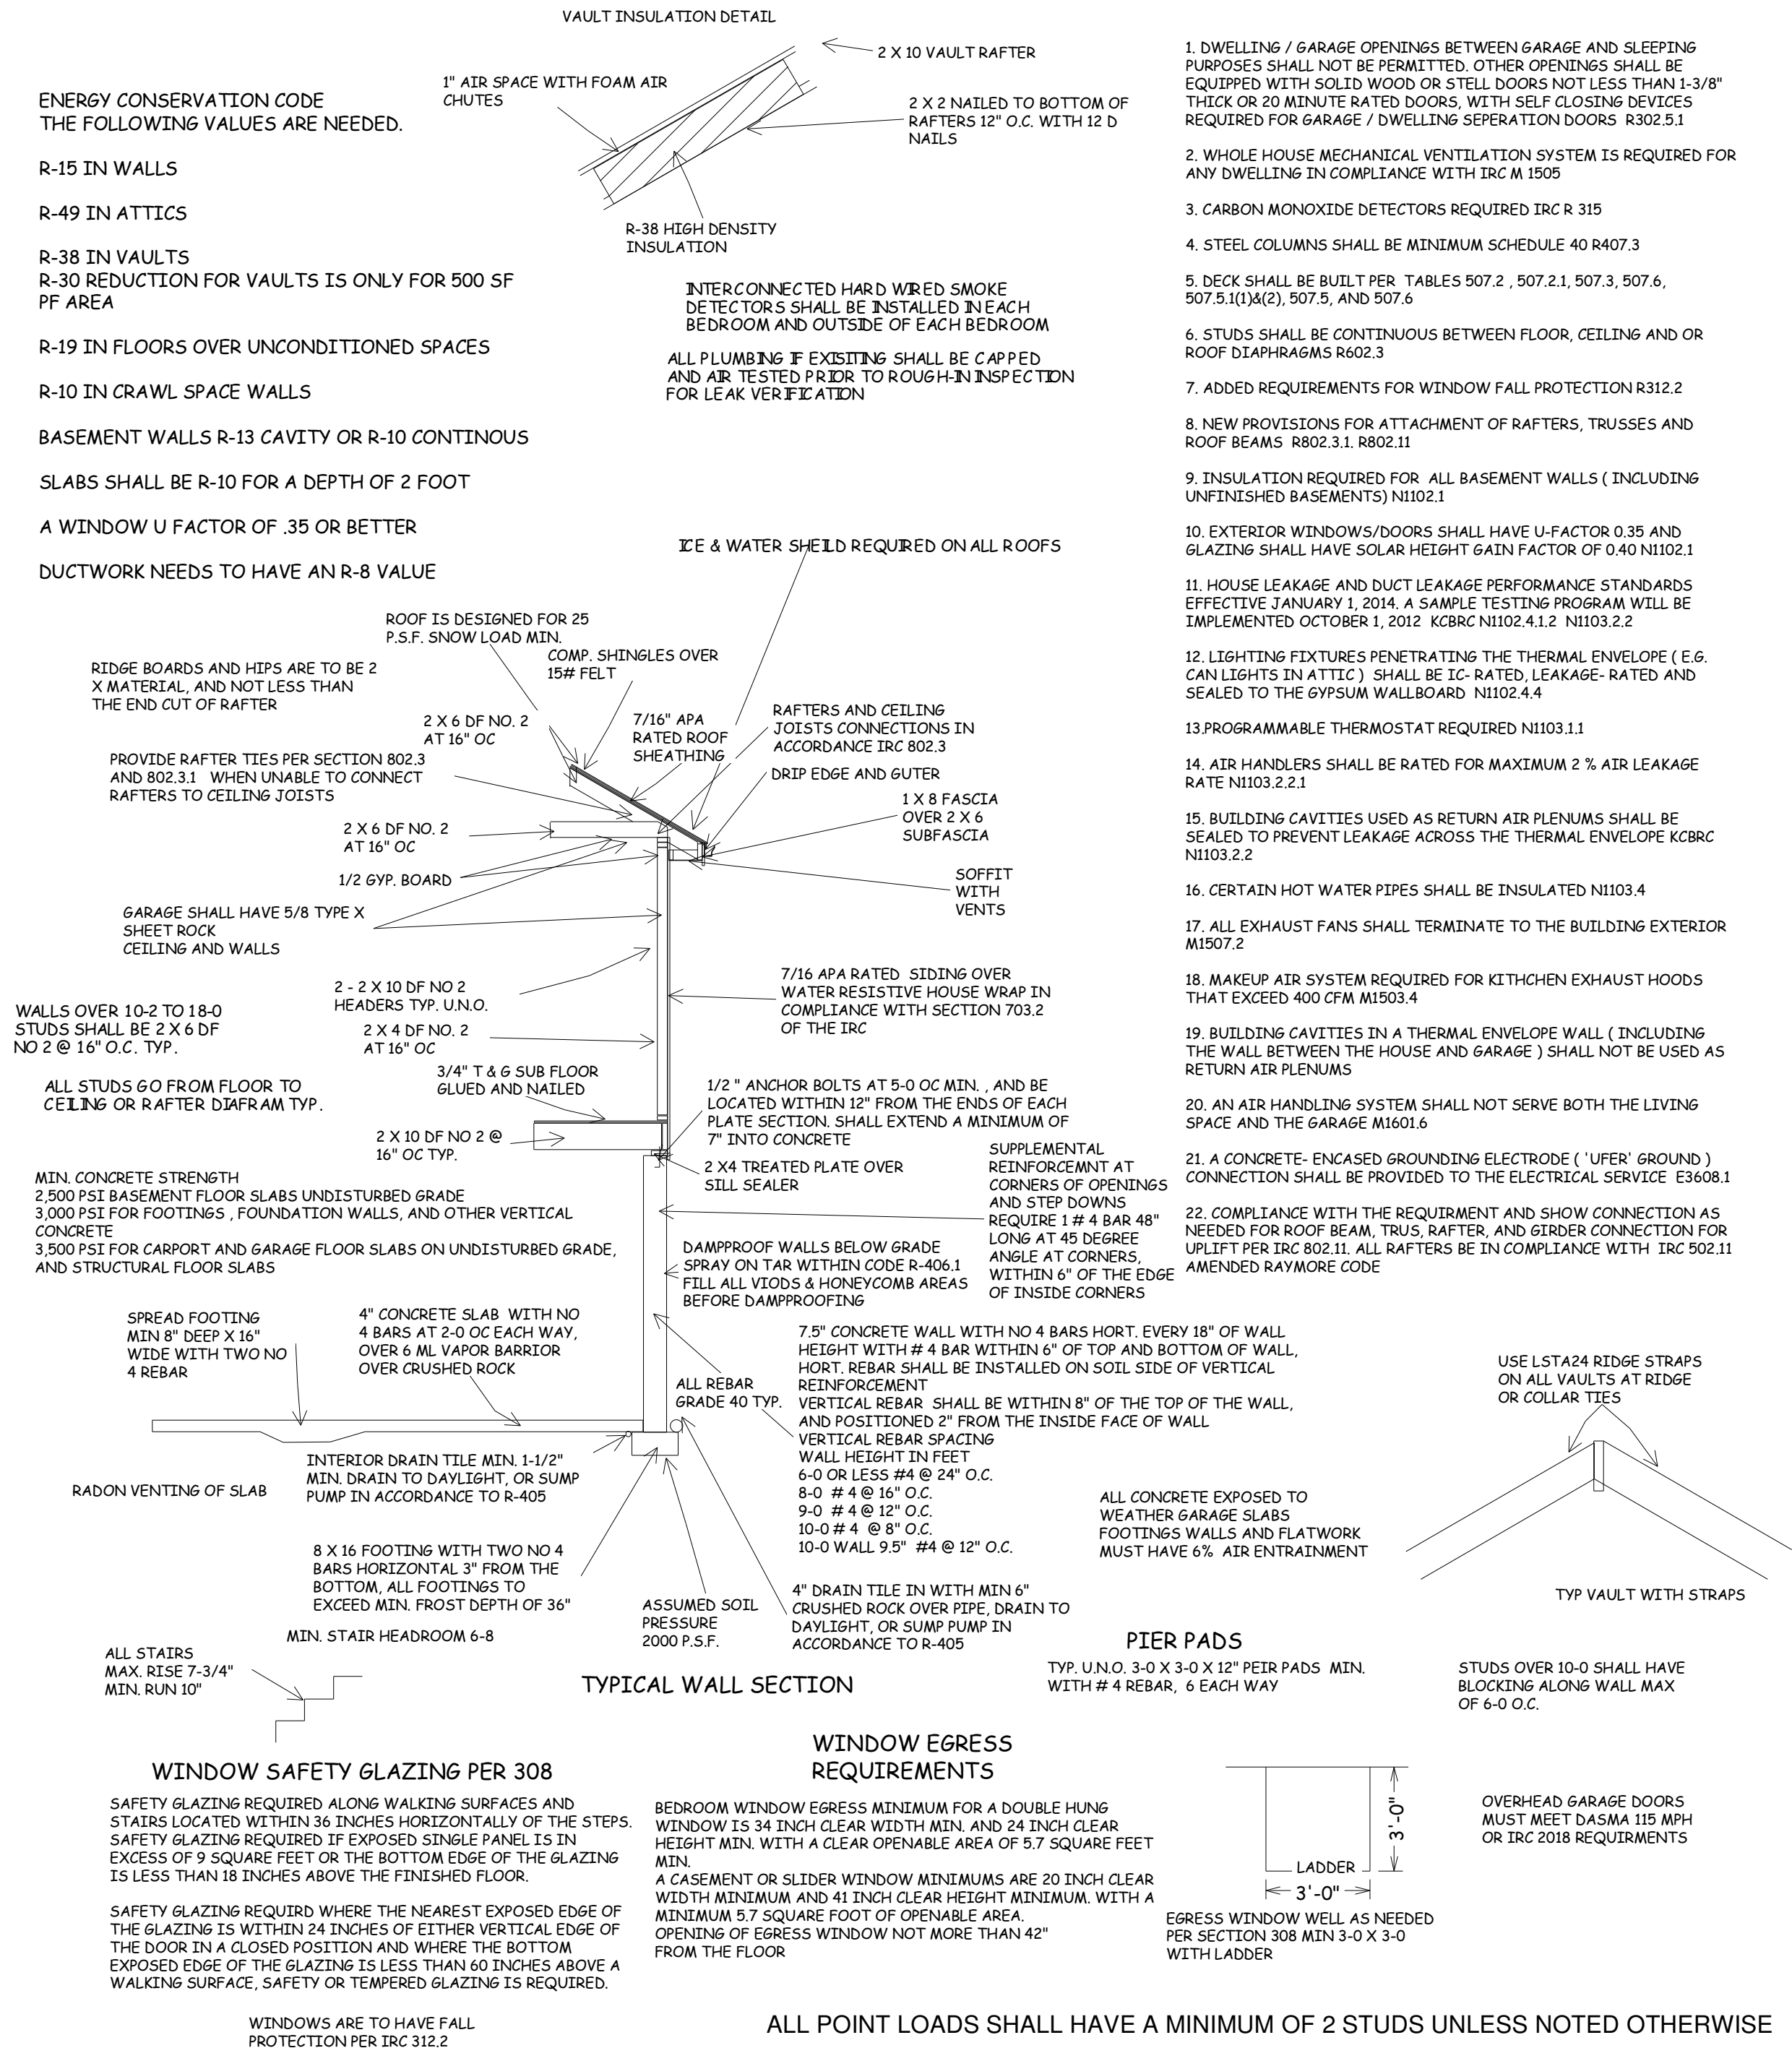 VAULT INSULATION DETAIL
2 X 10 VAULT RAFTER
1" AIR SPACE WITH FOAM AIR
CHUTES
2 X 2 NAILED TO BOTTOM OF
RAFTERS 12" O.C. WITH 12 D
NAILS
R-38 HIGH DENSITY
INSULATION
ENERGY CONSERVATION CODE
THE FOLLOWING VALUES ARE NEEDED.
R-15 IN WALLS
R-49 IN ATTICS
R-38 IN VAULTS
R-30 REDUCTION FOR VAULTS IS ONLY FOR 500 SF
PF AREA
R-19 IN FLOORS OVER UNCONDITIONED SPACES
R-10 IN CRAWL SPACE WALLS
BASEMENT WALLS R-13 CAVITY OR R-10 CONTINOUS
SLABS SHALL BE R-10 FOR A DEPTH OF 2 FOOT
A WINDOW U FACTOR OF .35 OR BETTER
DUCTWORK NEEDS TO HAVE AN R-8 VALUE
INTERCONNECTED HARD WIRED SMOKE
DETECTORS SHALL BE INSTALLED IN EACH
BEDROOM AND OUTSIDE OF EACH BEDROOM
ALL PLUMBING IF EXISITING SHALL BE CAPPED
AND AIR TESTED PRIOR TO ROUGH-IN INSPECTION
FOR LEAK VERIFICATION
1. DWELLING / GARAGE OPENINGS BETWEEN GARAGE AND SLEEPING
PURPOSES SHALL NOT BE PERMITTED. OTHER OPENINGS SHALL BE
EQUIPPED WITH SOLID WOOD OR STELL DOORS NOT LESS THAN 1-3/8"
THICK OR 20 MINUTE RATED DOORS, WITH SELF CLOSING DEVICES
REQUIRED FOR GARAGE / DWELLING SEPERATION DOORS R302.5.1
2. WHOLE HOUSE MECHANICAL VENTILATION SYSTEM IS REQUIRED FOR
ANY DWELLING IN COMPLIANCE WITH IRC M 1505
3. CARBON MONOXIDE DETECTORS REQUIRED IRC R 315
4. STEEL COLUMNS SHALL BE MINIMUM SCHEDULE 40 R407.3
5. DECK SHALL BE BUILT PER TABLES 507.2 , 507.2.1, 507.3, 507.6,
507.5.1(1)&(2), 507.5, AND 507.6
6. STUDS SHALL BE CONTINUOUS BETWEEN FLOOR, CEILING AND OR
ROOF DIAPHRAGMS R602.3
7. ADDED REQUIREMENTS FOR WINDOW FALL PROTECTION R312.2
8. NEW PROVISIONS FOR ATTACHMENT OF RAFTERS, TRUSSES AND
ROOF BEAMS R802.3.1. R802.11
9. INSULATION REQUIRED FOR ALL BASEMENT WALLS ( INCLUDING
UNFINISHED BASEMENTS) N1102.1
10. EXTERIOR WINDOWS/DOORS SHALL HAVE U-FACTOR 0.35 AND
GLAZING SHALL HAVE SOLAR HEIGHT GAIN FACTOR OF 0.40 N1102.1
11. HOUSE LEAKAGE AND DUCT LEAKAGE PERFORMANCE STANDARDS
EFFECTIVE JANUARY 1, 2014. A SAMPLE TESTING PROGRAM WILL BE
IMPLEMENTED OCTOBER 1, 2012 KCBRC N1102.4.1.2 N1103.2.2
12. LIGHTING FIXTURES PENETRATING THE THERMAL ENVELOPE ( E.G.
CAN LIGHTS IN ATTIC ) SHALL BE IC- RATED, LEAKAGE- RATED AND
SEALED TO THE GYPSUM WALLBOARD N1102.4.4
13.PROGRAMMABLE THERMOSTAT REQUIRED N1103.1.1
14. AIR HANDLERS SHALL BE RATED FOR MAXIMUM 2 % AIR LEAKAGE
RATE N1103.2.2.1
15. BUILDING CAVITIES USED AS RETURN AIR PLENUMS SHALL BE
SEALED TO PREVENT LEAKAGE ACROSS THE THERMAL ENVELOPE KCBRC
N1103.2.2
16. CERTAIN HOT WATER PIPES SHALL BE INSULATED N1103.4
17. ALL EXHAUST FANS SHALL TERMINATE TO THE BUILDING EXTERIOR
M1507.2
18. MAKEUP AIR SYSTEM REQUIRED FOR KITHCHEN EXHAUST HOODS
THAT EXCEED 400 CFM M1503.4
19. BUILDING CAVITIES IN A THERMAL ENVELOPE WALL ( INCLUDING
THE WALL BETWEEN THE HOUSE AND GARAGE ) SHALL NOT BE USED AS
RETURN AIR PLENUMS
20. AN AIR HANDLING SYSTEM SHALL NOT SERVE BOTH THE LIVING
SPACE AND THE GARAGE M1601.6
21. A CONCRETE- ENCASED GROUNDING ELECTRODE ( 'UFER' GROUND )
CONNECTION SHALL BE PROVIDED TO THE ELECTRICAL SERVICE E3608.1
22. COMPLIANCE WITH THE REQUIRMENT AND SHOW CONNECTION AS
NEEDED FOR ROOF BEAM, TRUS, RAFTER, AND GIRDER CONNECTION FOR
UPLIFT PER IRC 802.11. ALL RAFTERS BE IN COMPLIANCE WITH IRC 502.11
AMENDED RAYMORE CODE
ICE & WATER SHEILD REQUIRED ON ALL ROOFS
ROOF IS DESIGNED FOR 25
P.S.F. SNOW LOAD MIN.
COMP. SHINGLES OVER
15# FELT
RIDGE BOARDS AND HIPS ARE TO BE 2
X MATERIAL, AND NOT LESS THAN
THE END CUT OF RAFTER
2 X 6 DF NO. 2
AT 16" OC
7/16" APA
RATED ROOF
SHEATHING
RAFTERS AND CEILING
JOISTS CONNECTIONS IN
ACCORDANCE IRC 802.3
PROVIDE RAFTER TIES PER SECTION 802.3
AND 802.3.1 WHEN UNABLE TO CONNECT
RAFTERS TO CEILING JOISTS
DRIP EDGE AND GUTER
1 X 8 FASCIA
OVER 2 X 6
SUBFASCIA
2 X 6 DF NO. 2
AT 16" OC
1/2 GYP. BOARD
SOFFIT
WITH
VENTS
GARAGE SHALL HAVE 5/8 TYPE X
SHEET ROCK
CEILING AND WALLS
2 - 2 X 10 DF NO 2
HEADERS TYP. U.N.O.
7/16 APA RATED SIDING OVER
WATER RESISTIVE HOUSE WRAP IN
COMPLIANCE WITH SECTION 703.2
OF THE IRC
WALLS OVER 10-2 TO 18-0
STUDS SHALL BE 2 X 6 DF
NO 2 @ 16" O.C. TYP.
2 X 4 DF NO. 2
AT 16" OC
3/4" T & G SUB FLOOR
GLUED AND NAILED
ALL STUDS GO FROM FLOOR TO
CEILING OR RAFTER DIAFRAM TYP.
1/2 " ANCHOR BOLTS AT 5-0 OC MIN. , AND BE
LOCATED WITHIN 12" FROM THE ENDS OF EACH
PLATE SECTION. SHALL EXTEND A MINIMUM OF
7" INTO CONCRETE
2 X 10 DF NO 2 @
16" OC TYP.
2 X4 TREATED PLATE OVER
SILL SEALER
SUPPLEMENTAL
REINFORCEMNT AT
CORNERS OF OPENINGS
AND STEP DOWNS
REQUIRE 1 # 4 BAR 48"
LONG AT 45 DEGREE
ANGLE AT CORNERS,
WITHIN 6" OF THE EDGE
OF INSIDE CORNERS
MIN. CONCRETE STRENGTH
2,500 PSI BASEMENT FLOOR SLABS UNDISTURBED GRADE
3,000 PSI FOR FOOTINGS , FOUNDATION WALLS, AND OTHER VERTICAL
CONCRETE
3,500 PSI FOR CARPORT AND GARAGE FLOOR SLABS ON UNDISTURBED GRADE,
AND STRUCTURAL FLOOR SLABS
DAMPPROOF WALLS BELOW GRADE
SPRAY ON TAR WITHIN CODE R-406.1
FILL ALL VIODS & HONEYCOMB AREAS
BEFORE DAMPPROOFING
SPREAD FOOTING
MIN 8" DEEP X 16"
WIDE WITH TWO NO
4 REBAR
4" CONCRETE SLAB WITH NO
4 BARS AT 2-0 OC EACH WAY,
OVER 6 ML VAPOR BARRIOR
OVER CRUSHED ROCK
ALL REBAR
GRADE 40 TYP.
7.5" CONCRETE WALL WITH NO 4 BARS HORT. EVERY 18" OF WALL
HEIGHT WITH # 4 BAR WITHIN 6" OF TOP AND BOTTOM OF WALL,
HORT. REBAR SHALL BE INSTALLED ON SOIL SIDE OF VERTICAL
REINFORCEMENT
VERTICAL REBAR SHALL BE WITHIN 8" OF THE TOP OF THE WALL,
AND POSITIONED 2" FROM THE INSIDE FACE OF WALL
VERTICAL REBAR SPACING
WALL HEIGHT IN FEET
6-0 OR LESS #4 @ 24" O.C.
8-0 # 4 @ 16" O.C.
9-0 # 4 @ 12" O.C.
10-0 # 4 @ 8" O.C.
10-0 WALL 9.5" #4 @ 12" O.C.
USE LSTA24 RIDGE STRAPS
ON ALL VAULTS AT RIDGE
OR COLLAR TIES
INTERIOR DRAIN TILE MIN. 1-1/2"
MIN. DRAIN TO DAYLIGHT, OR SUMP
PUMP IN ACCORDANCE TO R-405
RADON VENTING OF SLAB
ALL CONCRETE EXPOSED TO
WEATHER GARAGE SLABS
FOOTINGS WALLS AND FLATWORK
MUST HAVE 6% AIR ENTRAINMENT
8 X 16 FOOTING WITH TWO NO 4
BARS HORIZONTAL 3" FROM THE
BOTTOM, ALL FOOTINGS TO
EXCEED MIN. FROST DEPTH OF 36"
ASSUMED SOIL
PRESSURE
2000 P.S.F.
4" DRAIN TILE IN WITH MIN 6"
CRUSHED ROCK OVER PIPE, DRAIN TO
DAYLIGHT, OR SUMP PUMP IN
ACCORDANCE TO R-405
TYP VAULT WITH STRAPS
MIN. STAIR HEADROOM 6-8
ALL STAIRS
MAX. RISE 7-3/4"
MIN. RUN 10"
TYPICAL WALL SECTION
PIER PADS
TYP. U.N.O. 3-0 X 3-0 X 12" PEIR PADS MIN.
WITH # 4 REBAR, 6 EACH WAY
STUDS OVER 10-0 SHALL HAVE
BLOCKING ALONG WALL MAX
OF 6-0 O.C.
WINDOW SAFETY GLAZING PER 308
SAFETY GLAZING REQUIRED ALONG WALKING SURFACES AND
STAIRS LOCATED WITHIN 36 INCHES HORIZONTALLY OF THE STEPS.
SAFETY GLAZING REQUIRED IF EXPOSED SINGLE PANEL IS IN
EXCESS OF 9 SQUARE FEET OR THE BOTTOM EDGE OF THE GLAZING
IS LESS THAN 18 INCHES ABOVE THE FINISHED FLOOR.
SAFETY GLAZING REQUIRD WHERE THE NEAREST EXPOSED EDGE OF
THE GLAZING IS WITHIN 24 INCHES OF EITHER VERTICAL EDGE OF
THE DOOR IN A CLOSED POSITION AND WHERE THE BOTTOM
EXPOSED EDGE OF THE GLAZING IS LESS THAN 60 INCHES ABOVE A
WALKING SURFACE, SAFETY OR TEMPERED GLAZING IS REQUIRED.
WINDOWS ARE TO HAVE FALL
PROTECTION PER IRC 312.2
WINDOW EGRESS
REQUIREMENTS
BEDROOM WINDOW EGRESS MINIMUM FOR A DOUBLE HUNG
WINDOW IS 34 INCH CLEAR WIDTH MIN. AND 24 INCH CLEAR
HEIGHT MIN. WITH A CLEAR OPENABLE AREA OF 5.7 SQUARE FEET
MIN.
A CASEMENT OR SLIDER WINDOW MINIMUMS ARE 20 INCH CLEAR
WIDTH MINIMUM AND 41 INCH CLEAR HEIGHT MINIMUM. WITH A
MINIMUM 5.7 SQUARE FOOT OF OPENABLE AREA.
OPENING OF EGRESS WINDOW NOT MORE THAN 42"
FROM THE FLOOR
3'-0"
LADDER
3'-0"
EGRESS WINDOW WELL AS NEEDED
PER SECTION 308 MIN 3-0 X 3-0
WITH LADDER
OVERHEAD GARAGE DOORS
MUST MEET DASMA 115 MPH
OR IRC 2018 REQUIRMENTS
ALL POINT LOADS SHALL HAVE A MINIMUM OF 2 STUDS UNLESS NOTED OTHERWISE